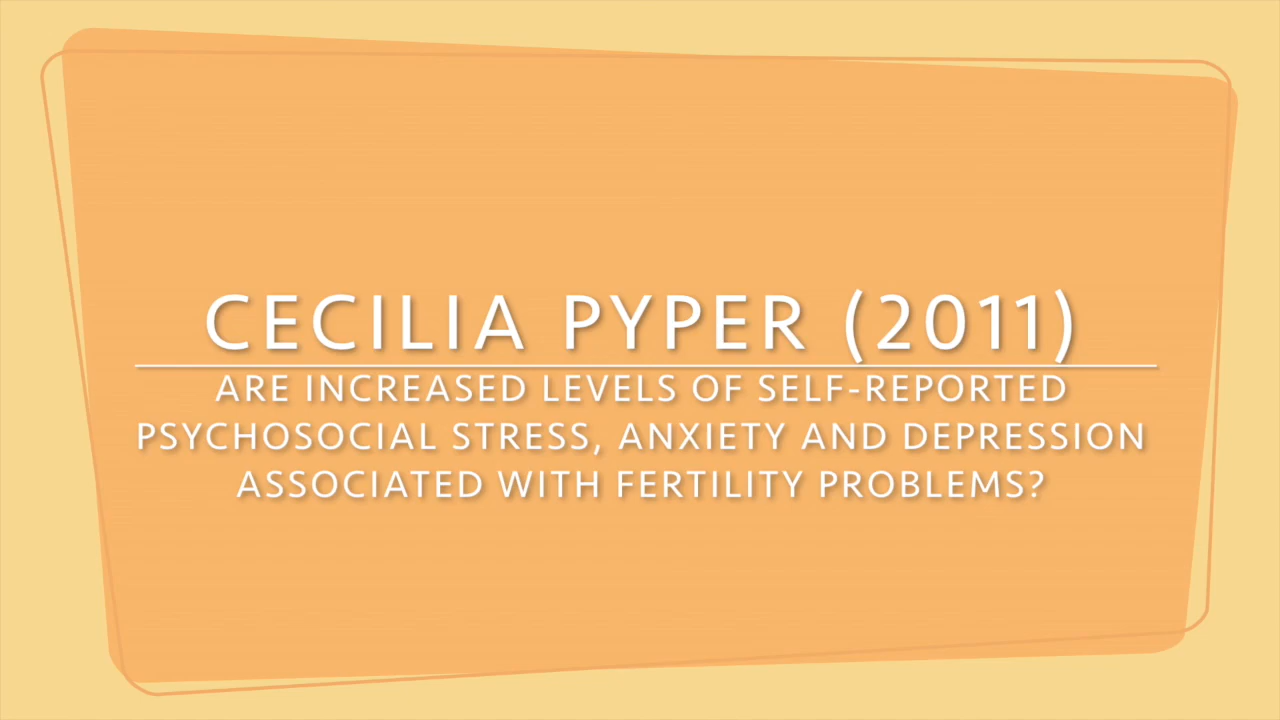 CECILIA PYPER (2011)
ARE INCREASED LEVELS OF SELF-REPORTED
PSYCHOSOCIAL STRESS, ANXIETY AND DEPRESSION
ASSOCIATED WITH FERTILITY PROBLEMS?